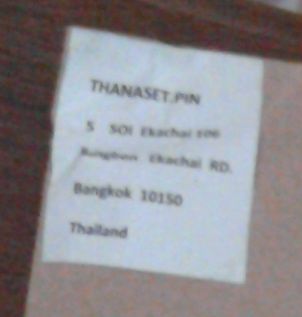 THANASET.PIN
5 SOI Ekachai
Ekachai RD.
Bangkok 10150
Thailand